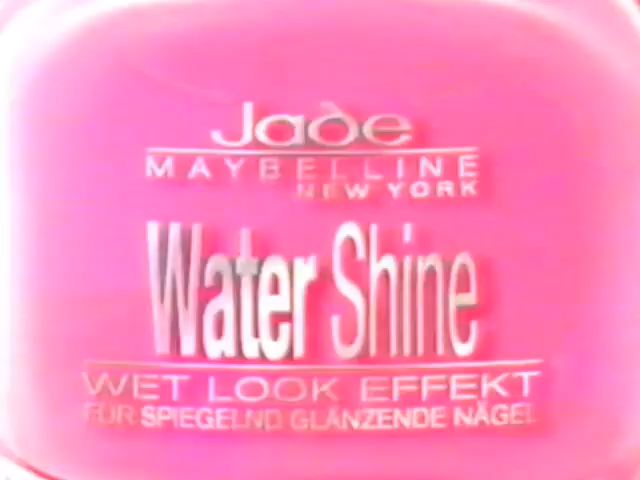 Jade
MAYBELLINE
NEW YORK
Water Shine
WET LOOK EFFEKT
FÜR SPIEGELND GLÄNZENDE NÄGEL